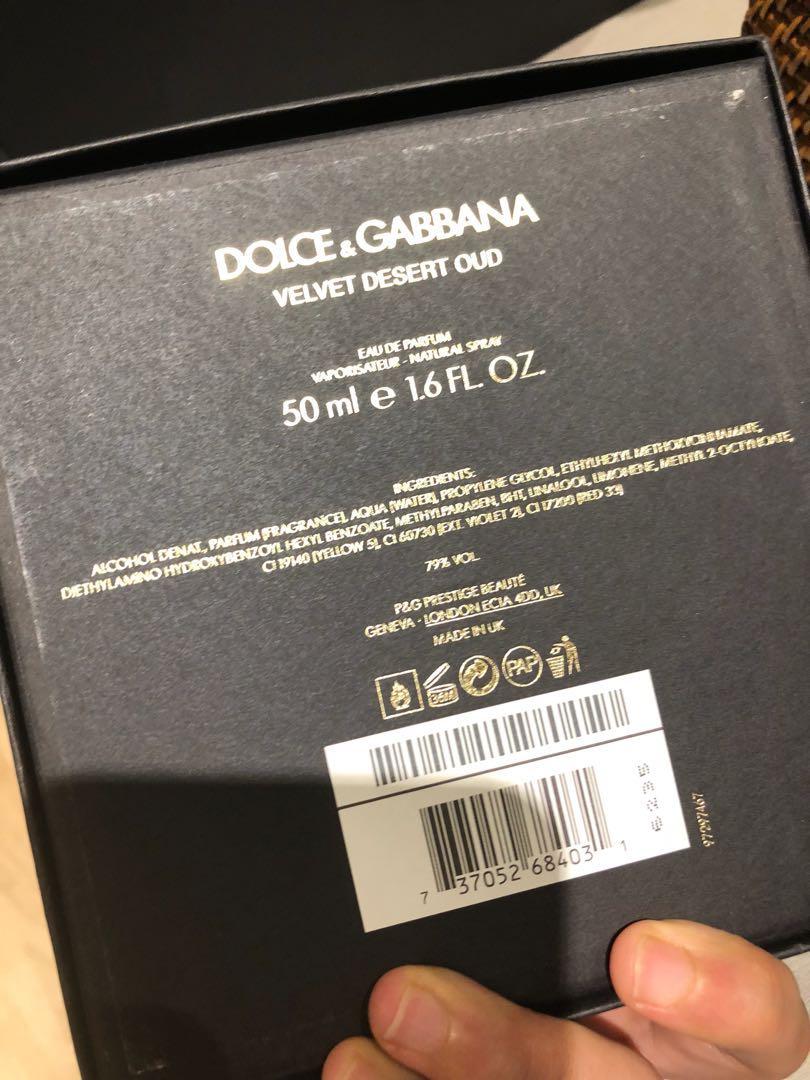 DOLCE & GABBANA
VELVET DESERT OUD
EAU DE PARFUM
VAPORISATEUR - NATURAL SPRAY
50 ml e 1.6 FL. OZ.
INGREDIENTS:
ALCOHOL DENAT., PARFUM (FRAGRANCE), AQUA (WATER), PROPYLENE GLYCOL, ETHYLHEXYL METHOXYCINNAMATE,
DIETHYLAMINO HYDROXYBENZOYL HEXYL BENZOATE, METHYLPARABEN, BHT, LINALOOL, LIMONENE, METHYL 2-OCTYNOATE,
CI 19140 (YELLOW 5), CI 60730 (EXT. VIOLET 2), CI 17200 (RED 33)
79% VOL.
P&G PRESTIGE BEAUTÉ
GENEVA - LONDON EC1A 4DD, UK
MADE IN UK
36M
PAP
7 37052 68403 1
6235
97297467